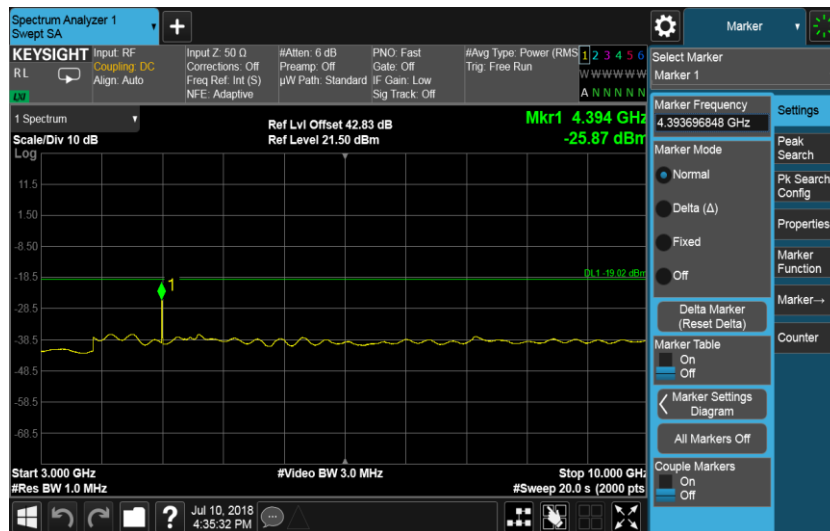 Spectrum Analyzer 1
Swept SA
+
Marker
KEYSIGHT
RL
LXI
Input: RF
Coupling: DC
Align: Auto
Input Z: 50 Ω
Corrections: Off
Freq Ref: Int (S)
NFE: Adaptive
#Atten: 6 dB
Preamp: Off
µW Path: Standard
PNO: Fast
Gate: Off
IF Gain: Low
Sig Track: Off
#Avg Type: Power (RMS
Trig: Free Run
1 2 3 4 5 6
W W W W W W
A N N N N N
1 Spectrum
Scale/Div 10 dB
Log
Ref Lvl Offset 42.83 dB
Ref Level 21.50 dBm
Mkr1 4.394 GHz
-25.87 dBm
11.5
1.50
-8.50
-18.5
-28.5
-38.5
-48.5
-58.5
-68.5
DL1 -19.02 dBm
1
Start 3.000 GHz
#Res BW 1.0 MHz
#Video BW 3.0 MHz
Stop 10.000 GHz
#Sweep 20.0 s (2000 pts
?
Jul 10, 2018
4:35:32 PM
Select Marker
Marker 1
Marker Frequency
4.393696848 GHz
Marker Mode
Normal
Delta (Δ)
Fixed
Off
Delta Marker
(Reset Delta)
Marker Table
On
Off
Marker Settings
Diagram
All Markers Off
Couple Markers
On
Off
Settings
Peak
Search
Pk Search
Config
Properties
Marker
Function
Marker→
Counter